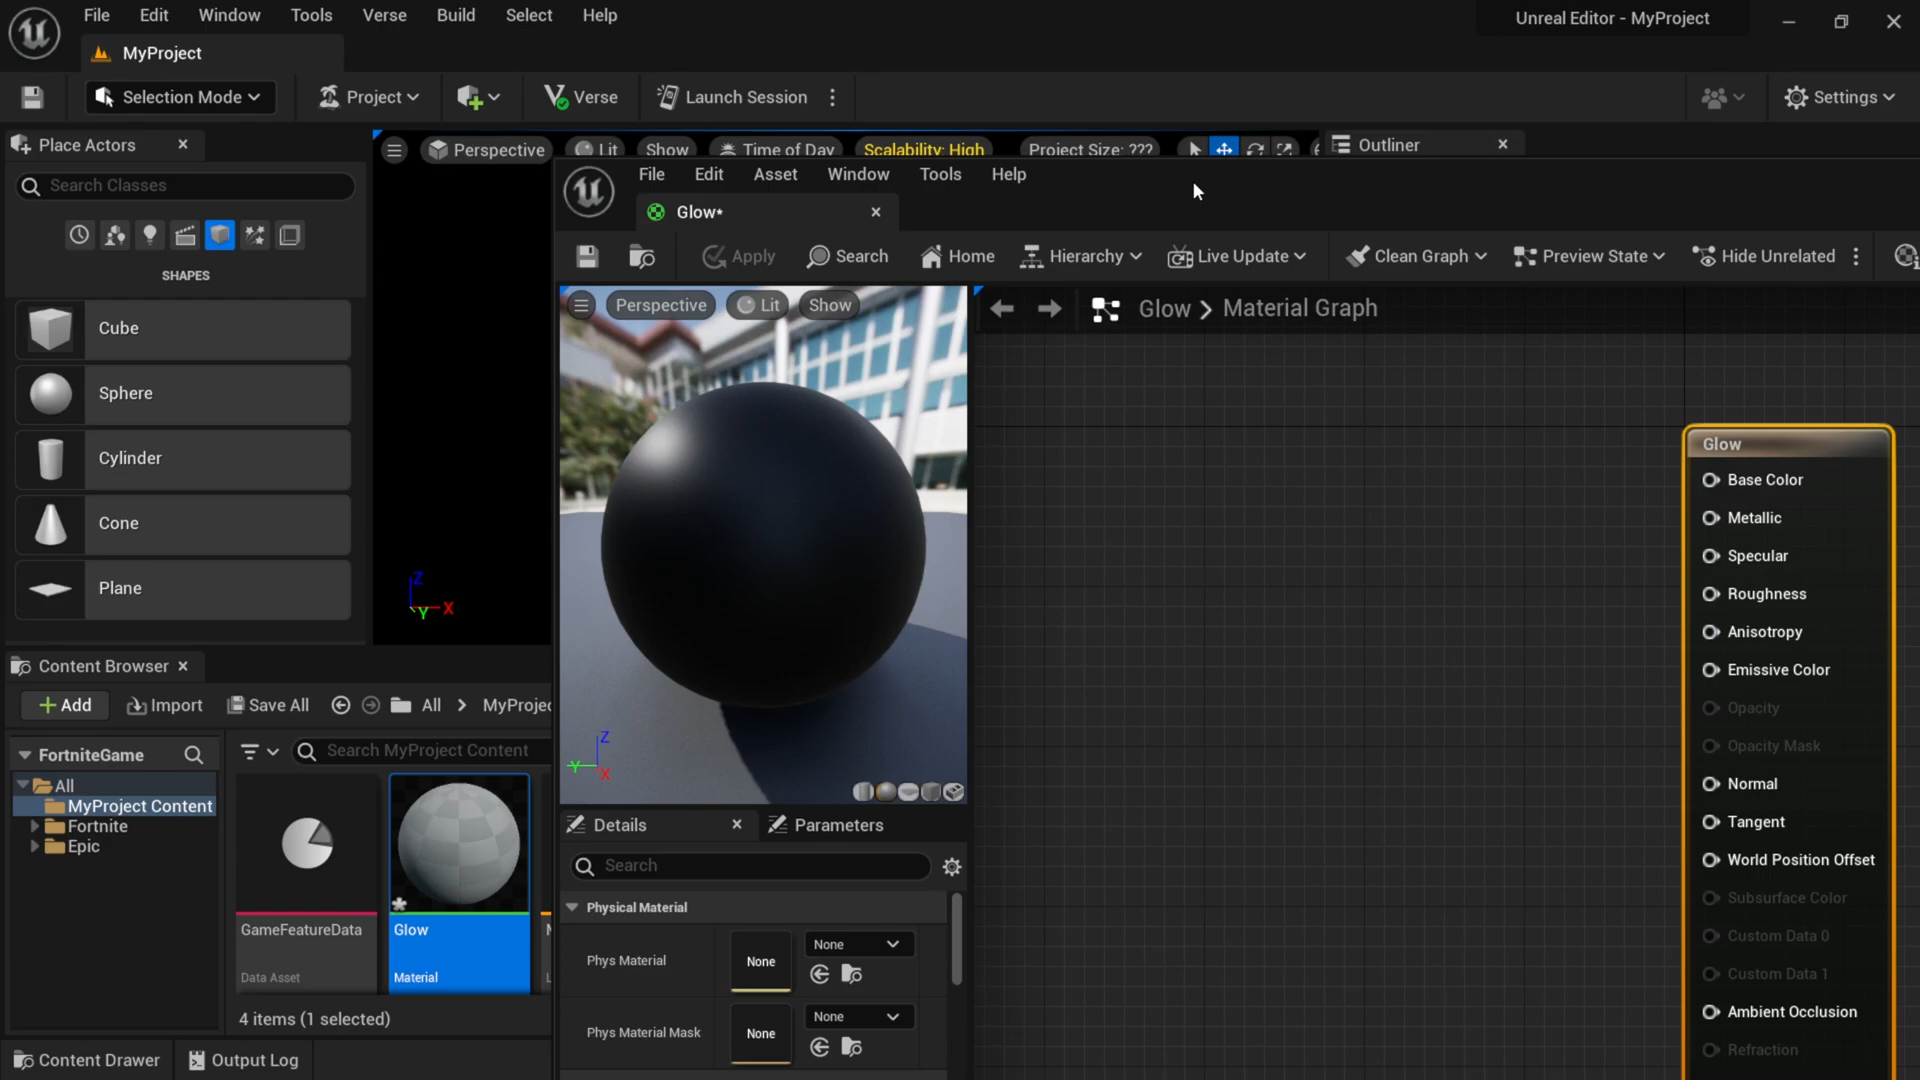 File Edit Window Tools Verse Build Select Help
Unreal Editor - MyProject
MyProject
Selection Mode
Project
Verse
Launch Session
Settings
Place Actors
Perspective
Lit
Show
Time of Day
Scalability: High
Project Size: ???
Outliner
Search Classes
SHAPES
Cube
Sphere
Cylinder
Cone
Plane
Z
Y
X
File Edit Asset Window Tools Help
Glow*
Apply
Search
Home
Hierarchy
Live Update
Clean Graph
Preview State
Hide Unrelated
Perspective
Lit
Show
Glow
Material Graph
Z
Y
X
Glow
Base Color
Metallic
Specular
Roughness
Anisotropy
Emissive Color
Opacity
Opacity Mask
Normal
Tangent
World Position Offset
Subsurface Color
Custom Data 0
Custom Data 1
Ambient Occlusion
Refraction
Details
Parameters
Search
Physical Material
Phys Material
None
None
Phys Material Mask
None
None
Content Browser
Add
Import
Save All
All
MyProjec
FortniteGame
Search MyProject Content
All
MyProject Content
Fortnite
Epic
GameFeatureData
Data Asset
Glow
Material
4 items (1 selected)
Content Drawer
Output Log